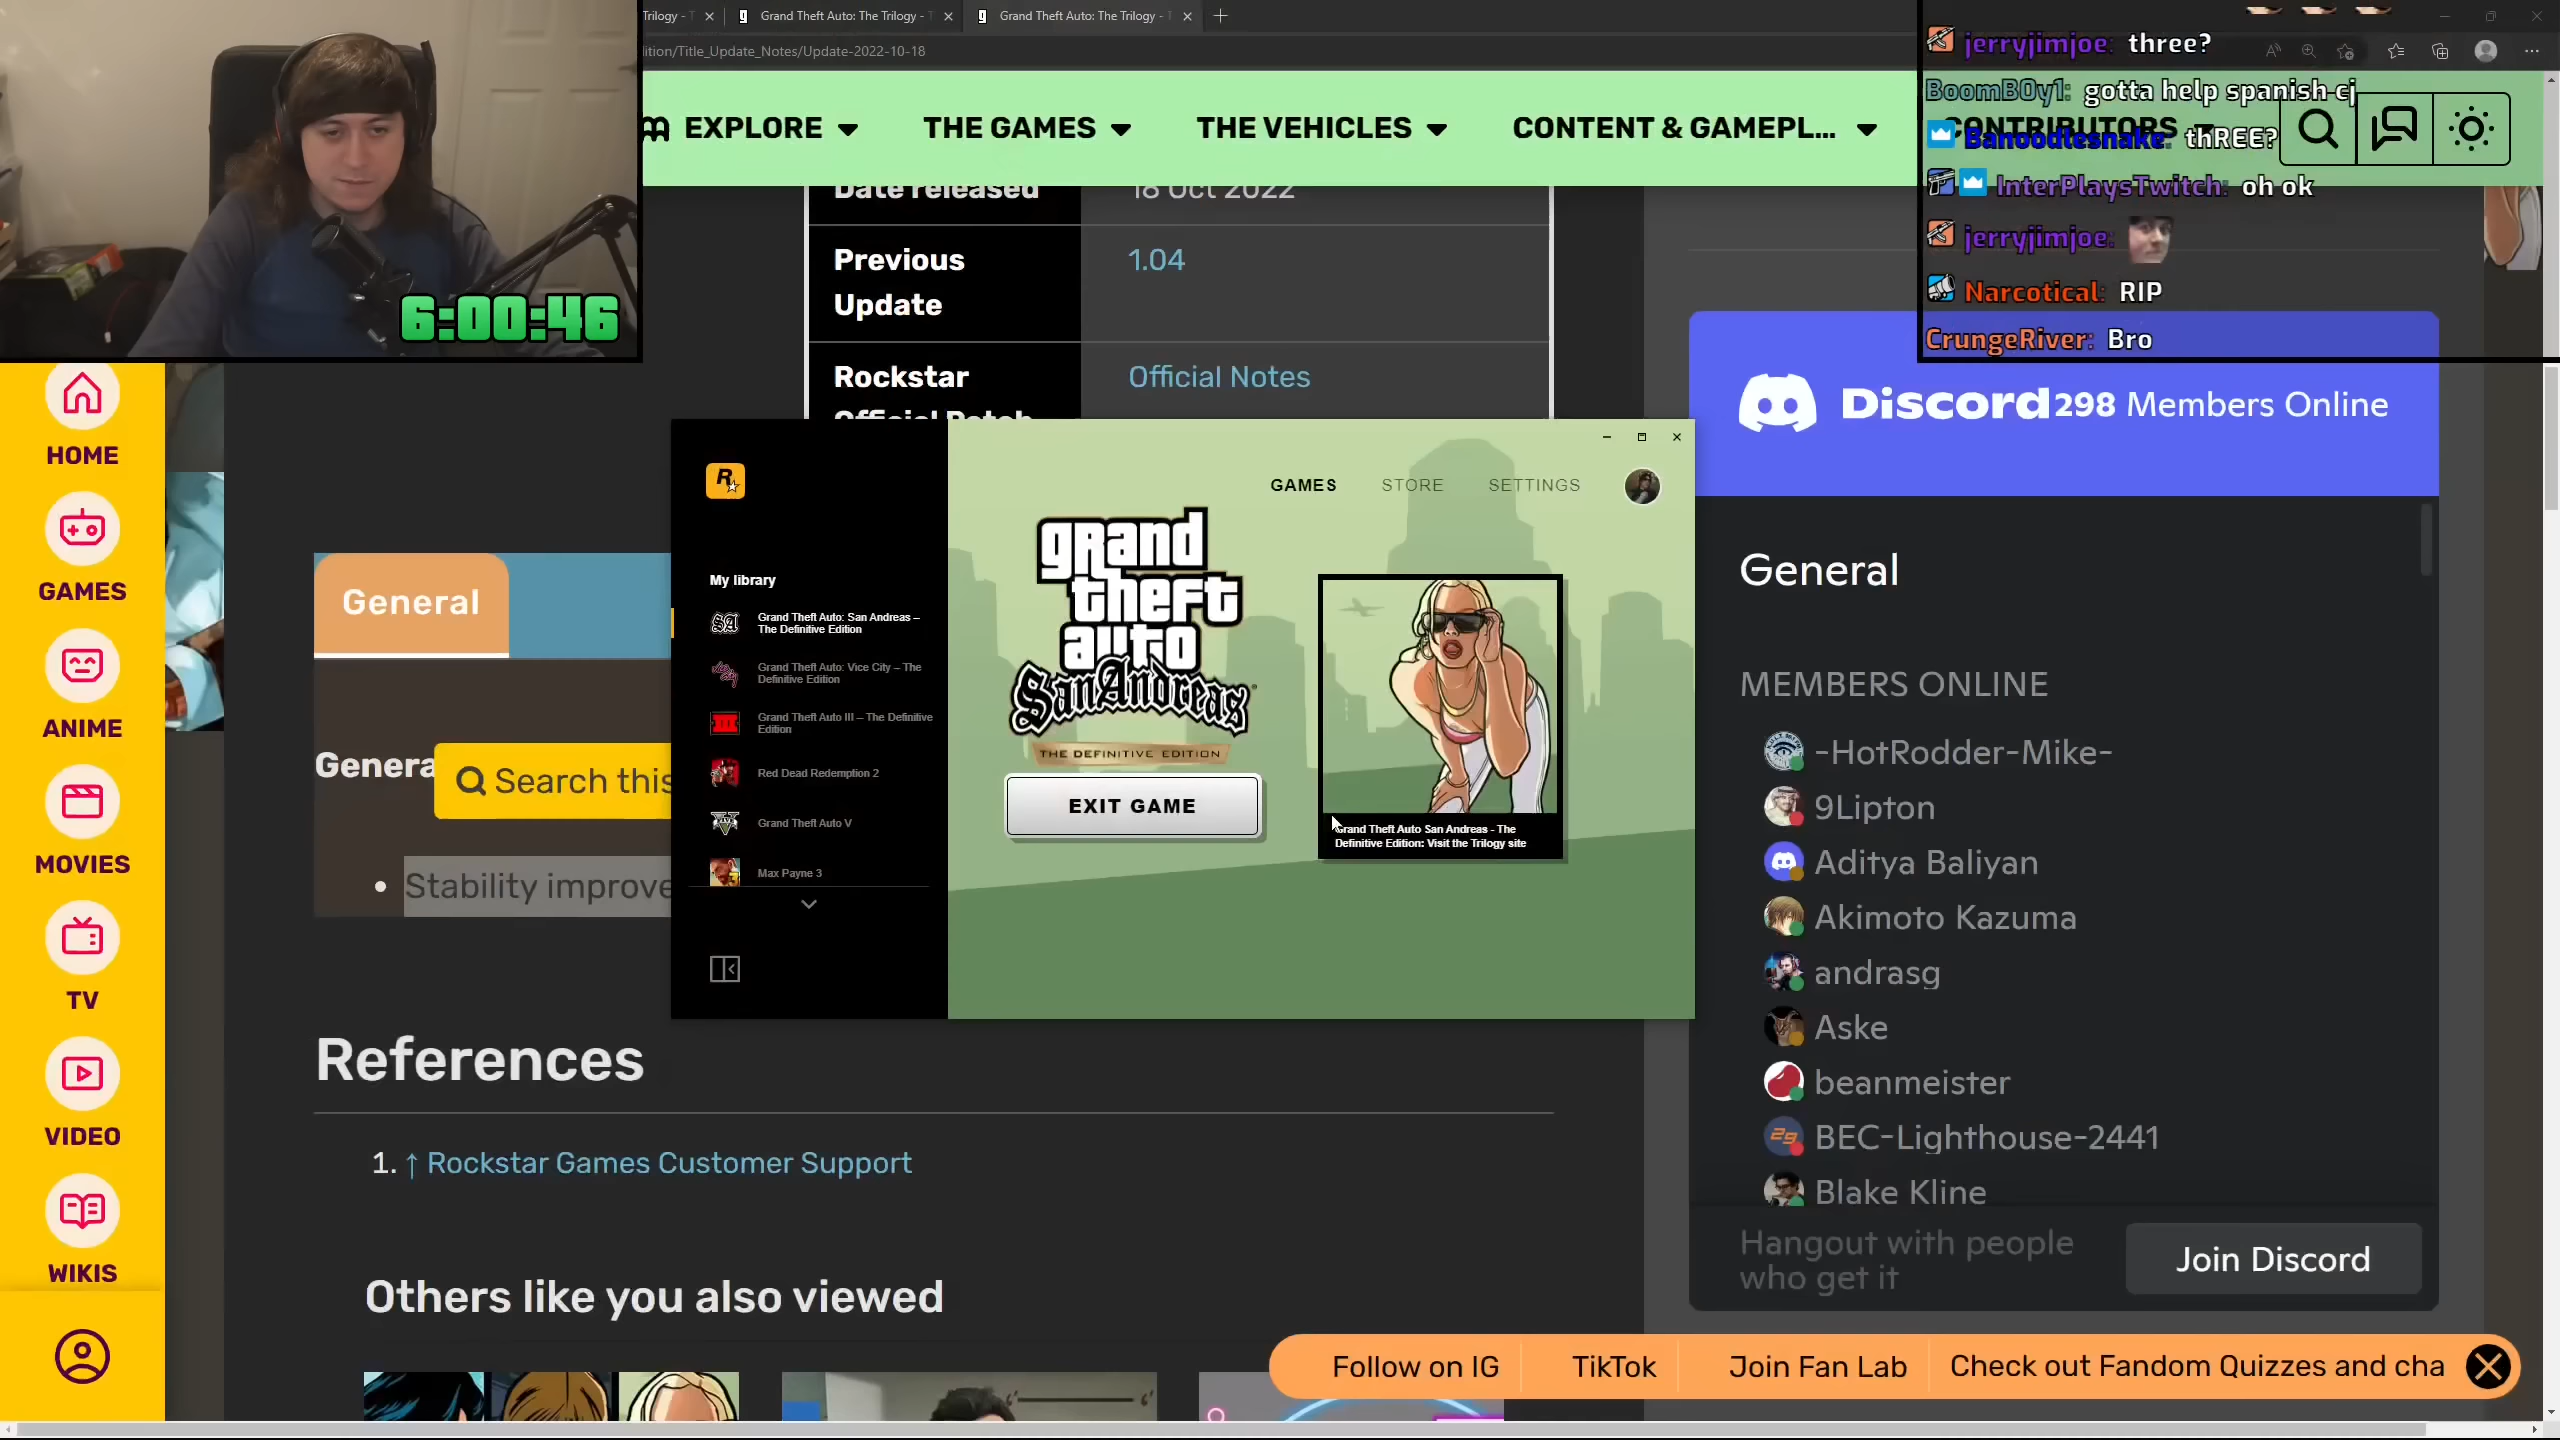 Trilogy - T
Grand Theft Auto: The Trilogy - T
Grand Theft Auto: The Trilogy -
ition/Title_Update_Notes/Update-2022-10-18
EXPLORE
THE GAMES
THE VEHICLES
CONTENT & GAMEPL...
CONTRIBUTORS
jerryjimjoe: three?
BoomB0y1: gotta help spanish cj
Banoodlesnake: thREE?
InterPlaysTwitch: oh ok
jerryjimjoe:
Narcotical: RIP
CrungeRiver: Bro
6:00:46
Date released
18 Oct 2022
Previous
Update
1.04
Rockstar
Official Patch
Official Notes
HOME
GAMES
ANIME
MOVIES
TV
VIDEO
WIKIS
General
General
Search this
Stability improve
References
1. ↑ Rockstar Games Customer Support
Others like you also viewed
R
My library
Grand Theft Auto: San Andreas –
The Definitive Edition
Grand Theft Auto: Vice City – The
Definitive Edition
Grand Theft Auto III – The Definitive
Edition
Red Dead Redemption 2
Grand Theft Auto V
Max Payne 3
GAMES
STORE
SETTINGS
grand
theft
auto
San Andreas
THE DEFINITIVE EDITION
EXIT GAME
Grand Theft Auto San Andreas - The
Definitive Edition: Visit the Trilogy site
Discord 298 Members Online
General
MEMBERS ONLINE
-HotRodder-Mike-
9Lipton
Aditya Baliyan
Akimoto Kazuma
andrasg
Aske
beanmeister
BEC-Lighthouse-2441
Blake Kline
Hangout with people
who get it
Join Discord
Follow on IG
TikTok
Join Fan Lab
Check out Fandom Quizzes and cha